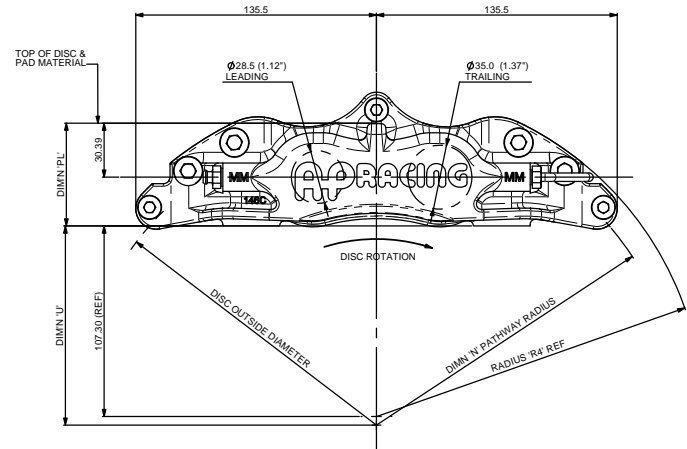 135.5
135.5
TOP OF DISC &
PAD MATERIAL
Ø28.5 (1.12")
LEADING
Ø35.0 (1.37")
TRAILING
DIM'N 'PL'
30.39
MM
AP RACING
MM
146C
DISC ROTATION
DIM'N 'U'
107.30 (REF)
DISC OUTSIDE DIAMETER
DIMN 'N' PATHWAY RADIUS
RADIUS 'R4' REF